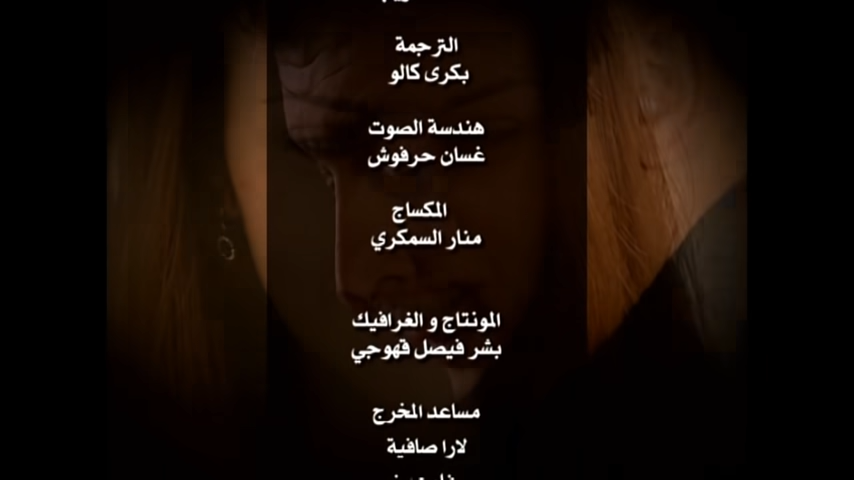 الترجمة
بكرى كالو
هندسة الصوت
غسان حرفوش
المكساج
منار السمكري
المونتاج و الغرافيك
بشر فيصل قهوجي
مساعد المخرج
لارا صافية